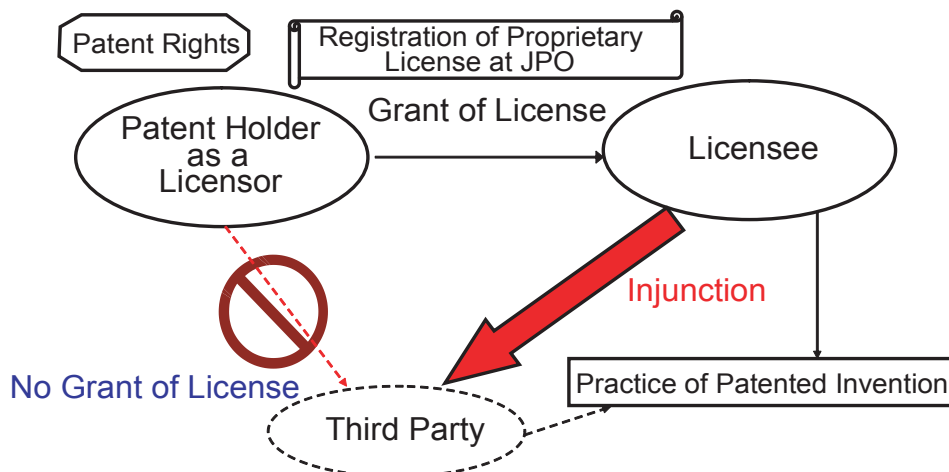 Patent Rights
Registration of Proprietary
License at JPO
Patent Holder
as a
Licensor
Grant of License
Licensee
Injunction
No Grant of License
Practice of Patented Invention
Third Party